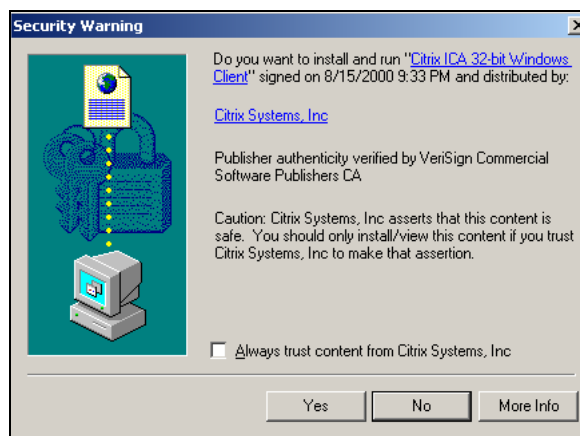 Security Warning
Do you want to install and run "Citrix ICA 32-bit Windows
Client" signed on 8/15/2000 9:33 PM and distributed by:
Citrix Systems, Inc
Publisher authenticity verified by VeriSign Commercial
Software Publishers CA
Caution: Citrix Systems, Inc asserts that this content is
safe. You should only install/view this content if you trust
Citrix Systems, Inc to make that assertion.
Always trust content from Citrix Systems, Inc
Yes No More Info